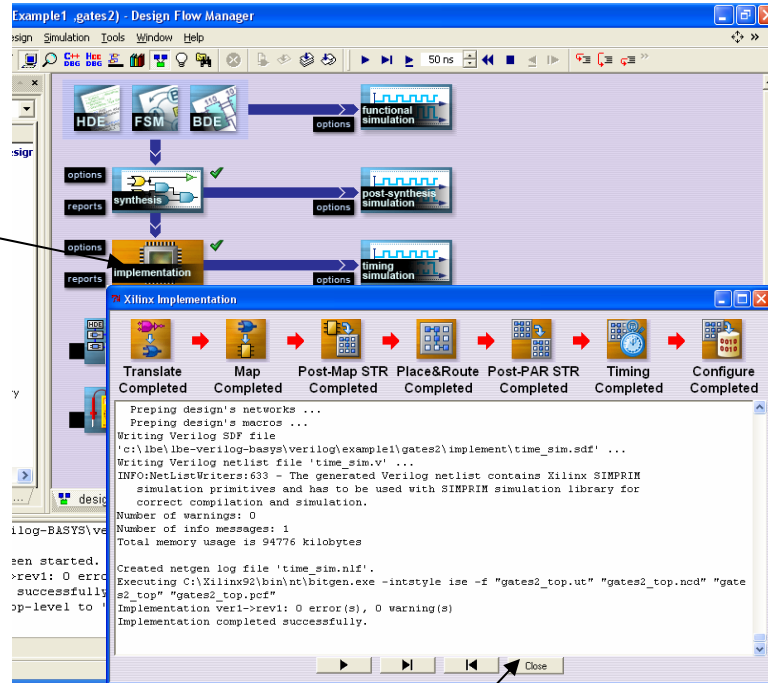 Example1 ,gates2) - Design Flow Manager
esign Simulation Tools Window Help
C++ DBG HDE DBG 50 ns
HDE FSM BDE
options
functional simulation
esigr
options
synthesis
reports
options
post-synthesis simulation
options
implementation
reports
options
timing simulation
Xilinx Implementation
HDE
Translate Map Post-Map STR Place&Route Post-PAR STR Timing Configure
Completed Completed Completed Completed Completed Completed Completed
Preping design's networks ...
Preping design's macros ...
Writing Verilog SDF file
'c:\lbe\lbe-verilog-basys\verilog\example1\gates2\implement\time_sim.sdf' ...
Writing Verilog netlist file 'time_sim.v' ...
INFO:NetListWriters:633 - The generated Verilog netlist contains Xilinx SIMPRIM
simulation primitives and has to be used with SIMPRIM simulation library for
correct compilation and simulation.
Number of warnings: 0
Number of info messages: 1
Total memory usage is 94776 kilobytes
Created netgen log file 'time_sim.nlf'.
Executing C:\Xilinx92\bin\nt\bitgen.exe -intstyle ise -f "gates2_top.ut" "gates2_top.ncd" "gate
s2_top" "gates2_top.pcf"
Implementation ver1->rev1: 0 error(s), 0 warning(s)
Implementation completed successfully.
Close
y
desig
ilog-BASYS\ve
een started.
>rev1: 0 erro
successfully
op-level to '